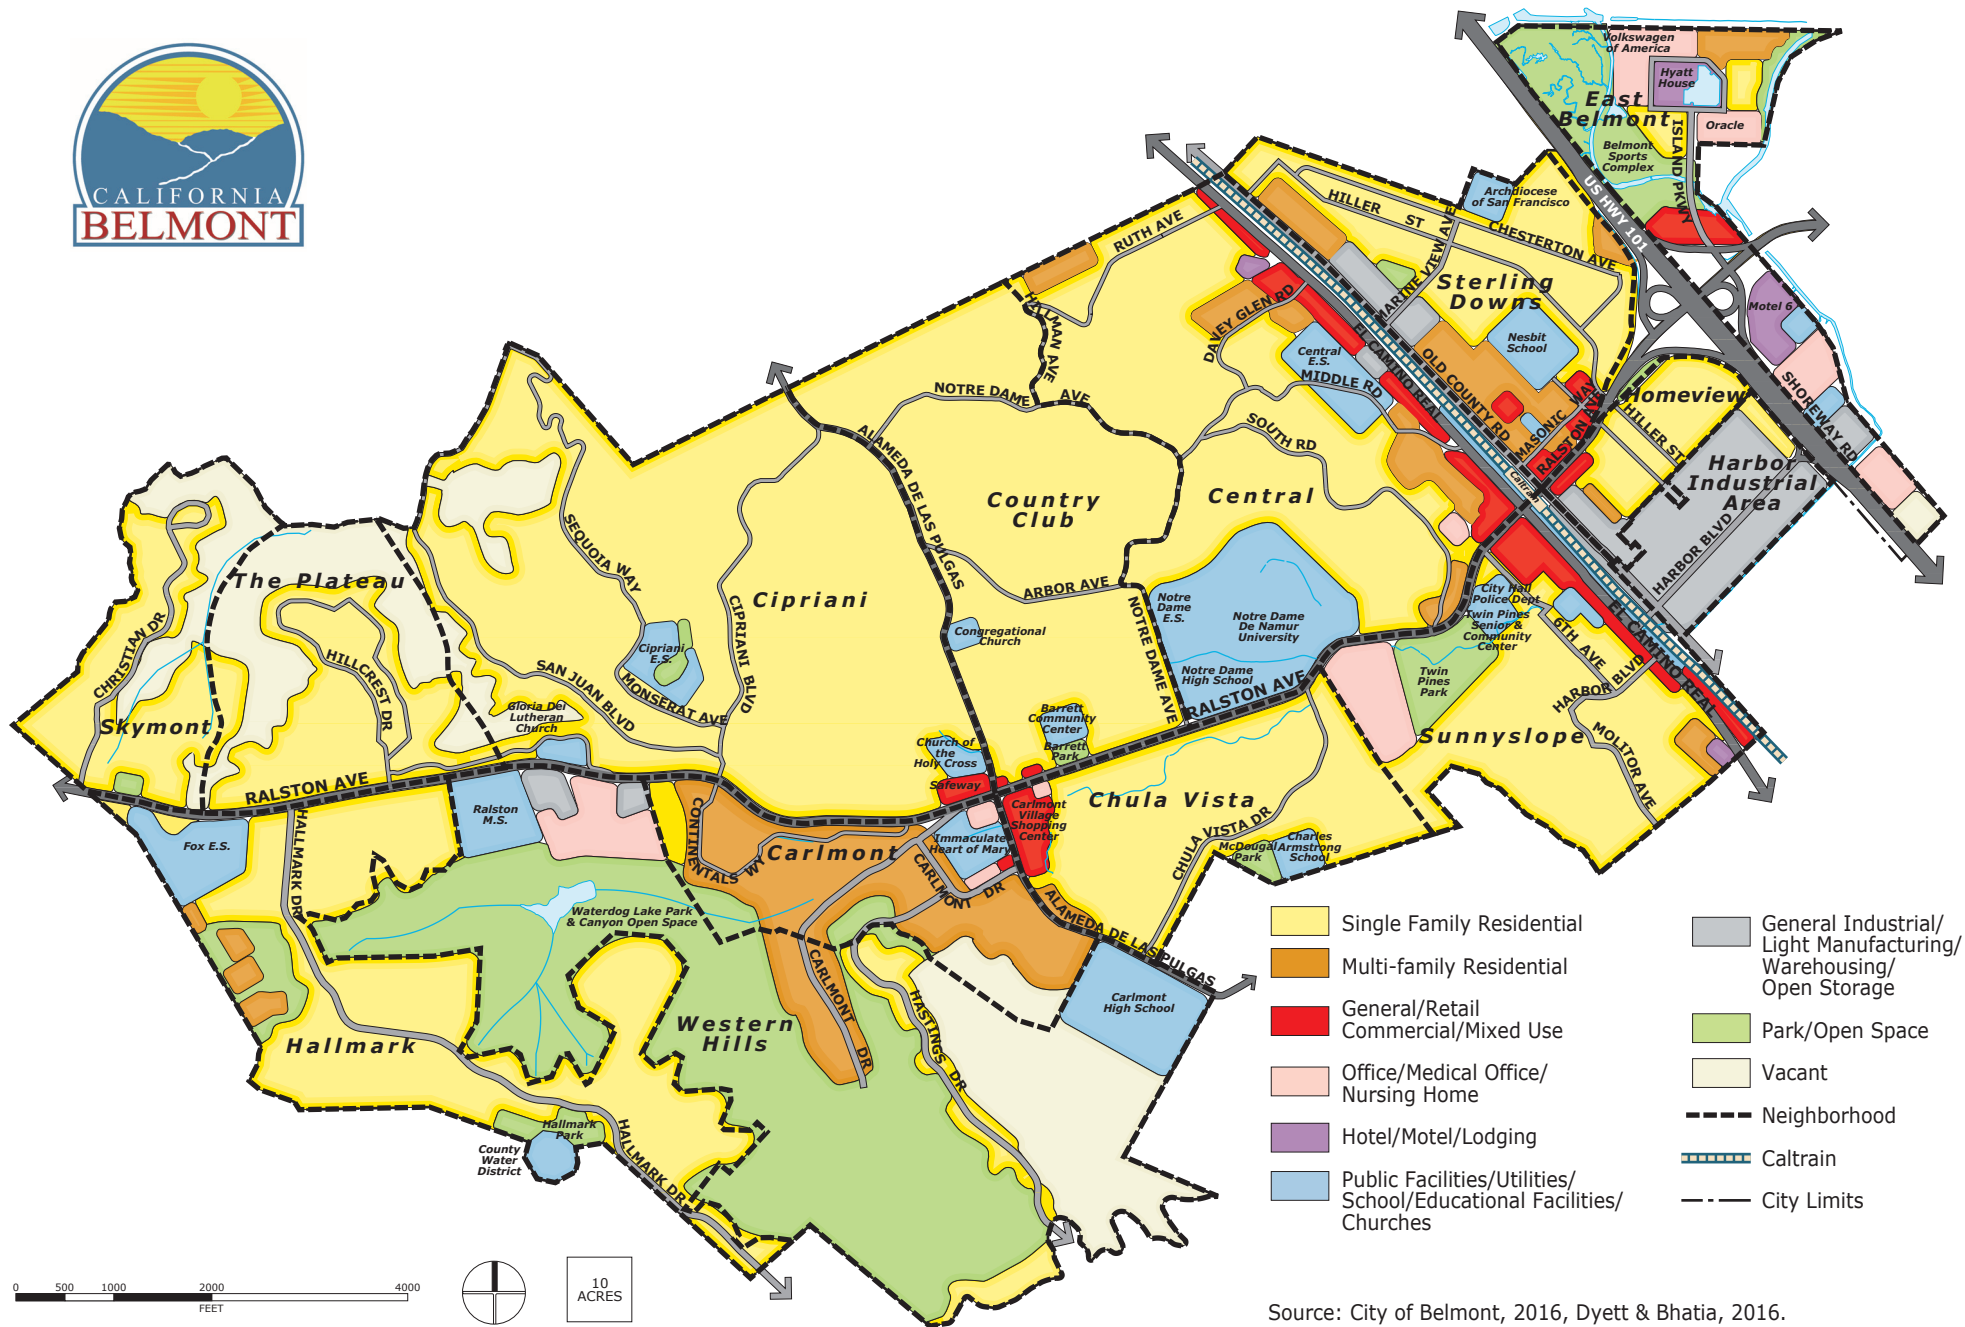 CALIFORNIA
BELMONT
Volkswagen
of America
Hyatt
House
East
Belmont
Oracle
ISLAND PKWY
Belmont
Sports
Complex
US HWY 101
Archdiocese
of San Francisco
HILLER ST
CHESTERTON AVE
MARINE VIEW AVE
RUTH AVE
Sterling
Downs
Motel 6
HILLMAN AVE
DAVEY GLEN RD
EL CAMINO REAL
Nesbit
School
Central
E.S.
MIDDLE RD
OLD COUNTY RD
SHOREWAY RD
NOTRE DAME AVE
MASONIC WAY
RALSTON AVE
Homeview
HILLER ST
ALAMEDA DE LAS PULGAS
SOUTH RD
Harbor
Industrial
Area
Caltrain
Country
Club
Central
HARBOR BLVD
SEQUOIA WAY
The Plateau
Cipriani
CIPRIANI BLVD
ARBOR AVE
NOTRE DAME AVE
Notre
Dame
E.S.
Notre Dame
De Namur
University
City Hall
Police Dept
Twin Pines
Senior &
Community
Center
6TH AVE
EL CAMINO REAL
CHRISTIAN DR
HILLCREST DR
Cipriani
E.S.
Congregational
Church
SAN JUAN BLVD
MONSERAT AVE
Notre Dame
High School
RALSTON AVE
Twin
Pines
Park
HARBOR BLVD
MOLITOR AVE
Skymont
Gloria Dei
Lutheran
Church
Barrett
Community
Center
Barrett
Park
Sunnyslope
Church of
the
Holy Cross
Safeway
RALSTON AVE
Chula Vista
CHULA VISTA DR
Carlmont
Village
Shopping
Center
Ralston
M.S.
CONTINENTALS WY
Carlmont
Immaculate
Heart of Mary
McDougal
Park
Charles
Armstrong
School
Fox E.S.
HALLMARK DR
CARLMONT DR
ALAMEDA DE LAS PULGAS
Waterdog Lake Park
& Canyon Open Space
CARLMONT DR
HASTINGS DR
Carlmont
High School
Western
Hills
Hallmark
Hallmark
Park
HALLMARK DR
County
Water
District
Single Family Residential
Multi-family Residential
General/Retail
Commercial/Mixed Use
Office/Medical Office/
Nursing Home
Hotel/Motel/Lodging
Public Facilities/Utilities/
School/Educational Facilities/
Churches
General Industrial/
Light Manufacturing/
Warehousing/
Open Storage
Park/Open Space
Vacant
Neighborhood
Caltrain
City Limits
0 500 1000 2000 4000
FEET
10
ACRES
Source: City of Belmont, 2016, Dyett & Bhatia, 2016.